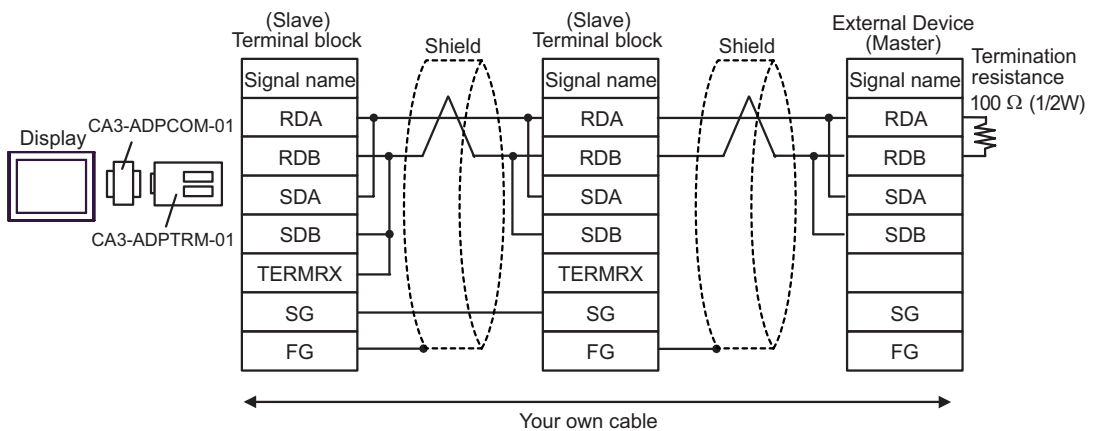 (Slave)
Terminal block
Shield
(Slave)
Terminal block
Shield
External Device
(Master)
Termination
resistance
100 Ω (1/2W)
Display
CA3-ADPCOM-01
CA3-ADPTRM-01
Signal name
RDA
RDB
SDA
SDB
TERMRX
SG
FG
Signal name
RDA
RDB
SDA
SDB
TERMRX
SG
FG
Signal name
RDA
RDB
SDA
SDB
SG
FG
Your own cable